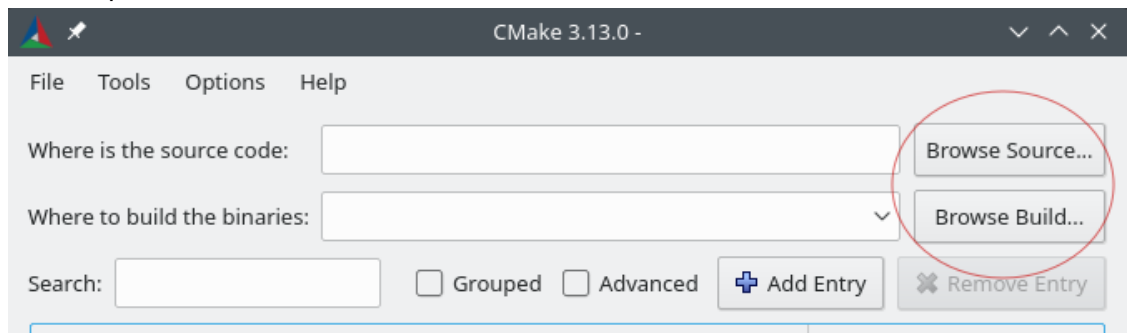 CMake 3.13.0 -
File Tools Options Help
Where is the source code: Browse Source...
Where to build the binaries: Browse Build...
Search: Grouped Advanced Add Entry Remove Entry